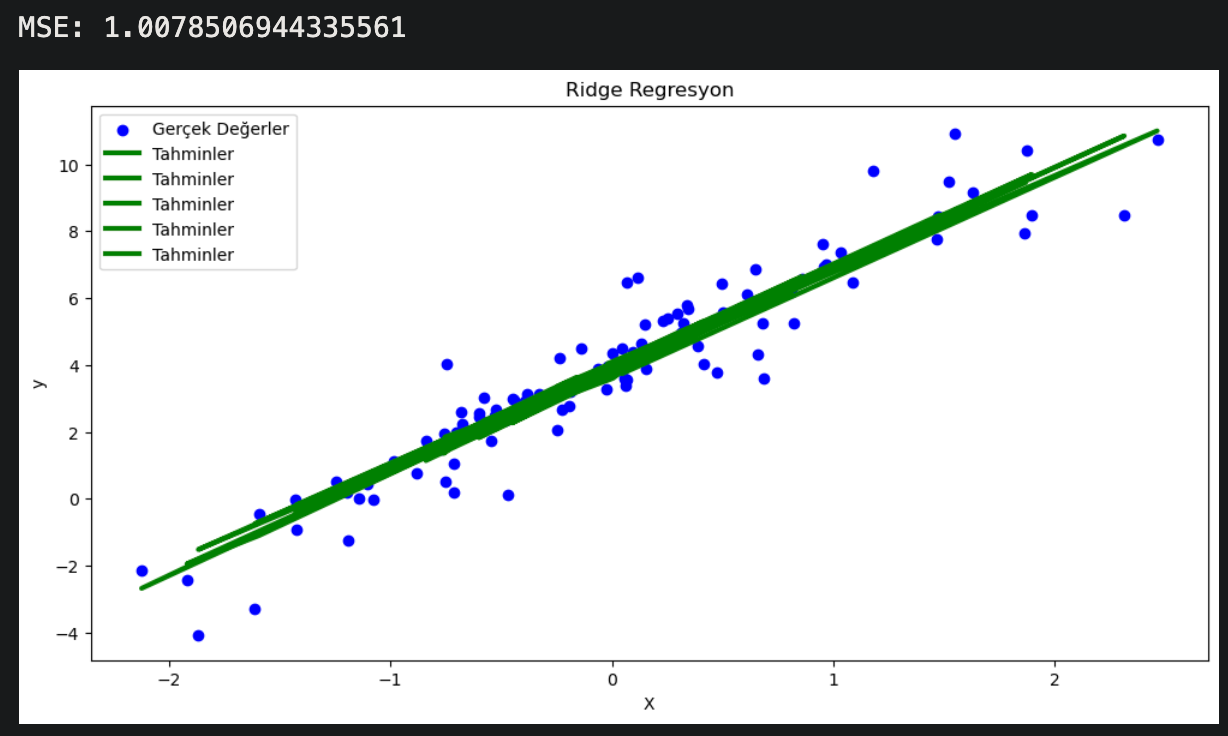 MSE: 1.0078506944335561
Ridge Regresyon
Gerçek Değerler
Tahminler
Tahminler
Tahminler
Tahminler
Tahminler
10
8
6
4
2
0
−2
−4
y
−2 −1 0 1 2
X